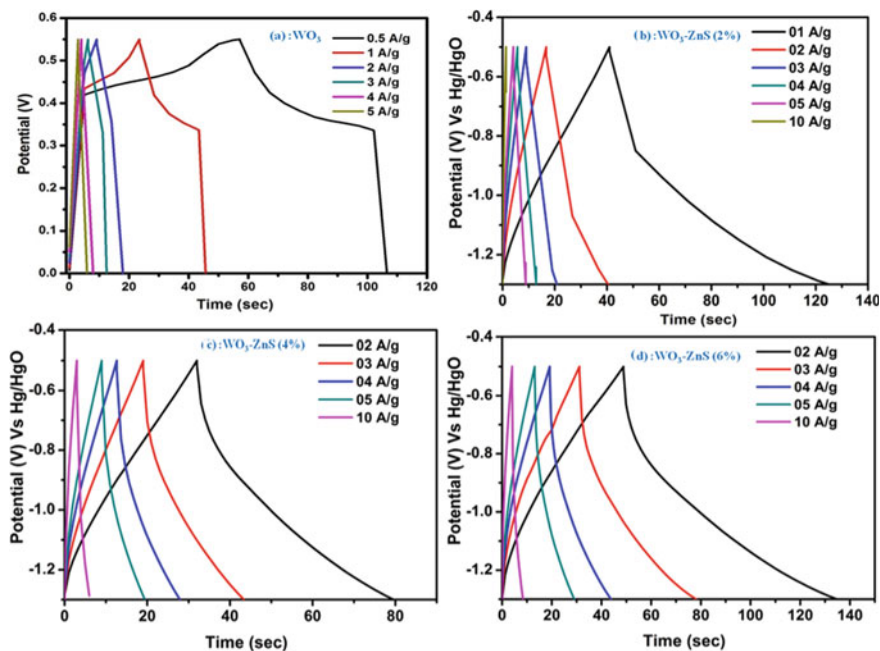 (a):WO₃
0.5 A/g
1 A/g
2 A/g
3 A/g
4 A/g
5 A/g
Potential (V)
0.6
0.5
0.4
0.3
0.2
0.1
0.0
0 20 40 60 80 100 120
Time (sec)
(b):WO₃-ZnS (2%)
01 A/g
02 A/g
03 A/g
04 A/g
05 A/g
10 A/g
Potential (V) Vs Hg/HgO
-0.4
-0.6
-0.8
-1.0
-1.2
0 20 40 60 80 100 120 140
Time (sec)
(c):WO₃-ZnS (4%)
02 A/g
03 A/g
04 A/g
05 A/g
10 A/g
Potential (V) Vs Hg/HgO
-0.4
-0.6
-0.8
-1.0
-1.2
0 20 40 60 80
Time (sec)
(d):WO₃-ZnS (6%)
02 A/g
03 A/g
04 A/g
05 A/g
10 A/g
Potential (V) Vs Hg/HgO
-0.4
-0.6
-0.8
-1.0
-1.2
0 50 100 150
Time (sec)